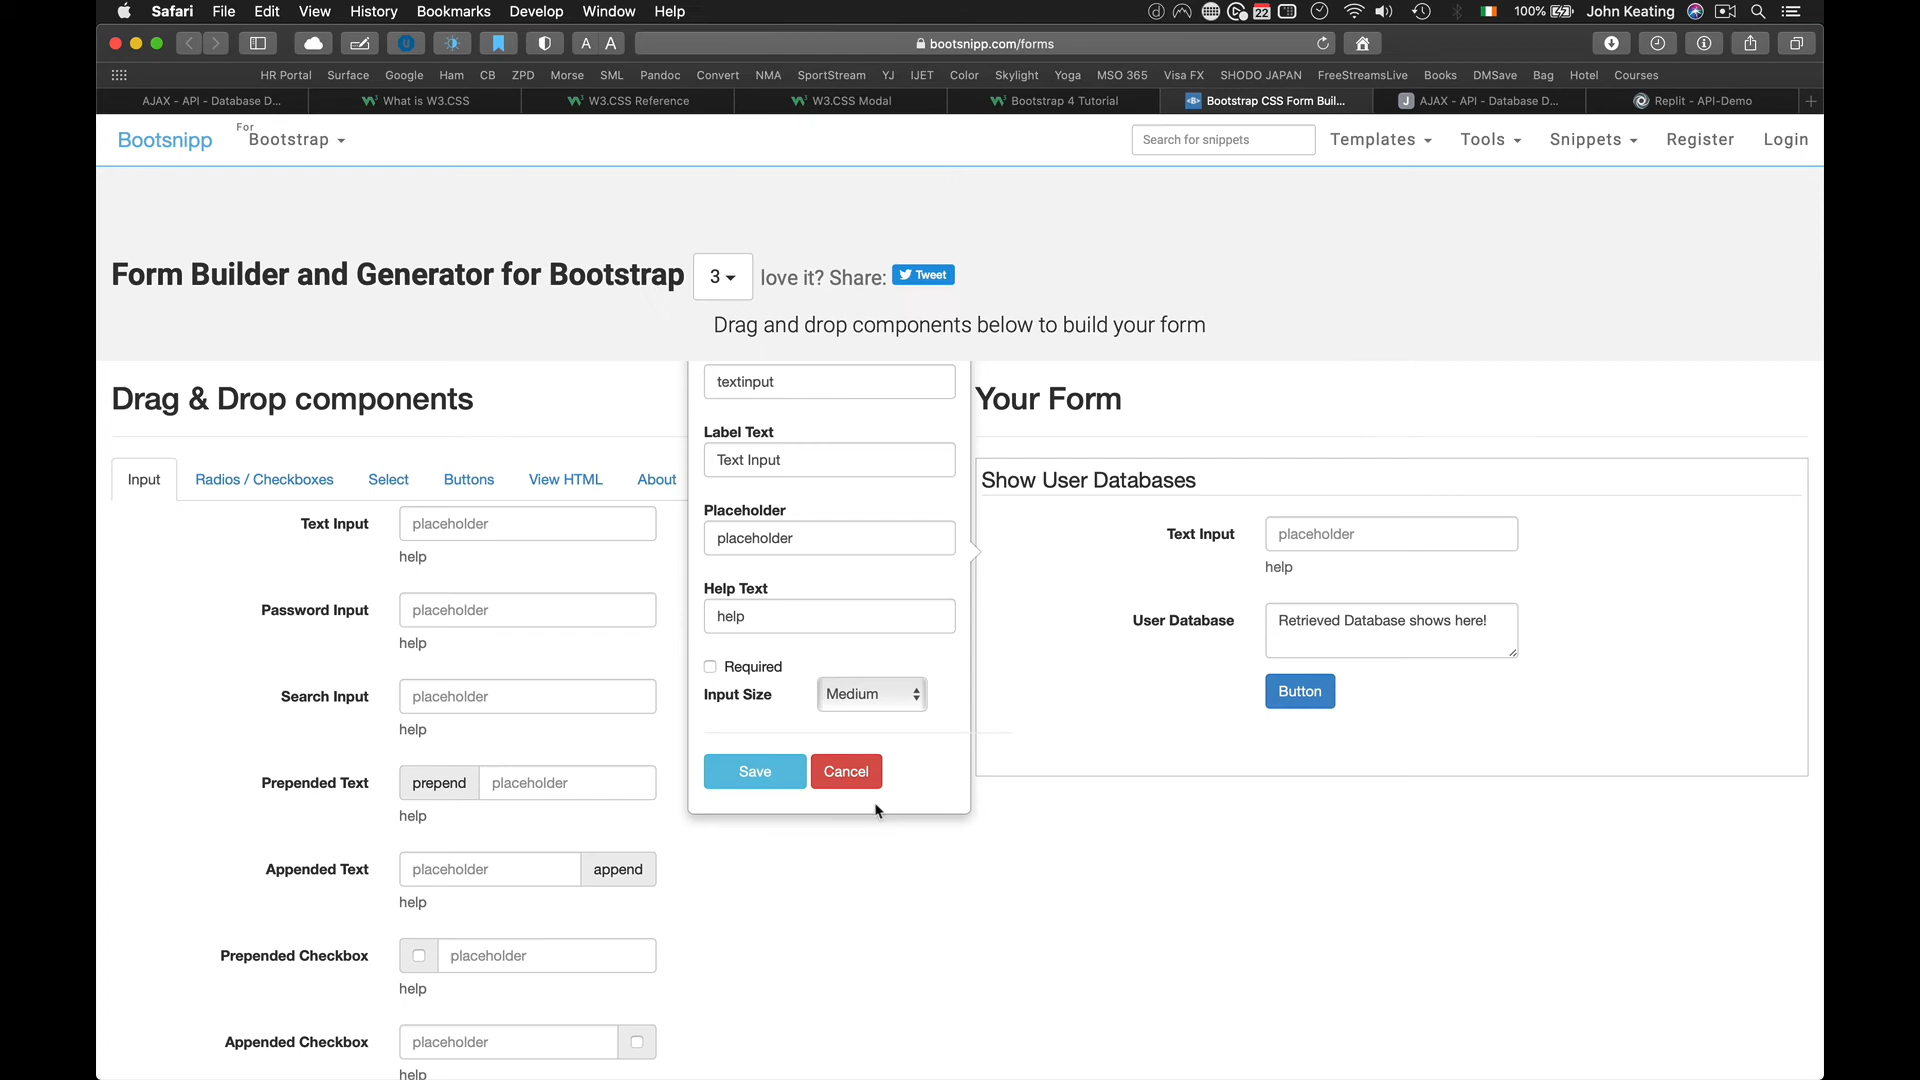 Safari File Edit View History Bookmarks Develop Window Help 22 100% John Keating
A A bootsnipp.com/forms
HR Portal Surface Google Ham CB ZPD Morse SML Pandoc Convert NMA SportStream YJ IJET Color Skylight Yoga MSO 365 Visa FX SHODO JAPAN FreeStreamsLive Books DMSave Bag Hotel Courses
AJAX - API - Database D... What is W3.CSS W3.CSS Reference W3.CSS Modal Bootstrap 4 Tutorial Bootstrap CSS Form Buil... J AJAX - API - Database D... Replit - API-Demo
Bootsnipp For Bootstrap Search for snippets Templates Tools Snippets Register Login
Form Builder and Generator for Bootstrap 3 love it? Share: Tweet
Drag and drop components below to build your form
Drag & Drop components
Input Radios / Checkboxes Select Buttons View HTML About
Text Input placeholder
help
Password Input placeholder
help
Search Input placeholder
help
Prepended Text prepend placeholder
help
Appended Text placeholder append
help
Prepended Checkbox placeholder
help
Appended Checkbox placeholder
help
textinput
Label Text
Text Input
Placeholder
placeholder
Help Text
help
Required
Input Size Medium
Save Cancel
Your Form
Show User Databases
Text Input placeholder
help
User Database Retrieved Database shows here!
Button